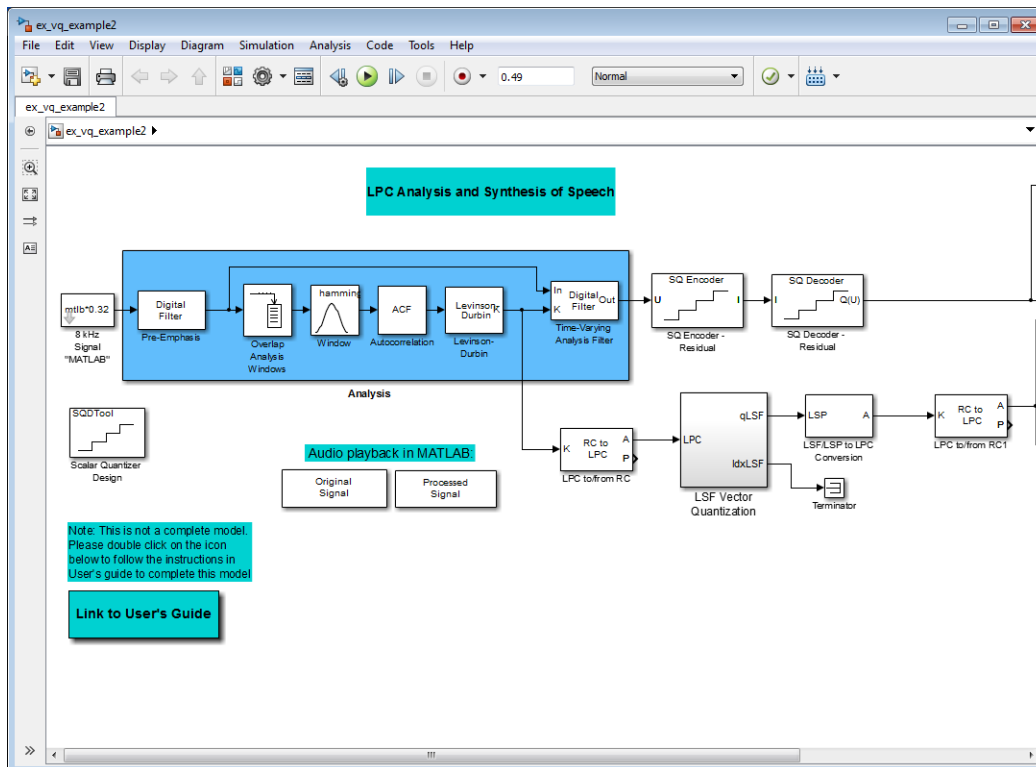 ex_vq_example2
File Edit View Display Diagram Simulation Analysis Code Tools Help
0.49 Normal
ex_vq_example2
ex_vq_example2
LPC Analysis and Synthesis of Speech
mtlb*0.32
8 kHz
Signal
"MATLAB"
Digital
Filter
Pre-Emphasis
Overlap
Analysis
Windows
hamming
Window
ACF
Autocorrelation
Levinson
Durbin
K
Levinson-
Durbin
In
K
Digital
Filter
Out
Time-Varying
Analysis Filter
Analysis
SQ Encoder
U I
SQ Encoder -
Residual
SQ Decoder
I Q(U)
SQ Decoder -
Residual
SQDTool
Scalar Quantizer
Design
Audio playback in MATLAB:
Original
Signal
Processed
Signal
K
RC to
LPC
A
P
LPC to/from RC
LPC
qLSF
IdxLSF
LSF Vector
Quantization
LSP A
LSF/LSP to LPC
Conversion
Terminator
K
RC to
LPC
A
P
LPC to/from RC1
Note: This is not a complete model.
Please double click on the icon
below to follow the instructions in
User's guide to complete this model
Link to User's Guide